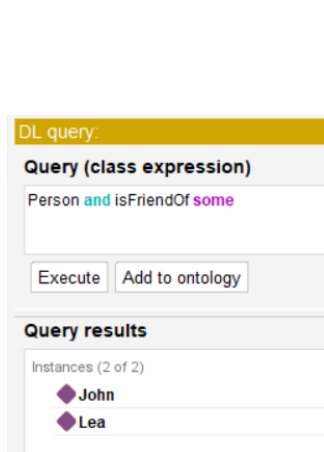 DL query:
Query (class expression)
Person and isFriendOf some
Execute Add to ontology
Query results
Instances (2 of 2)
John
Lea